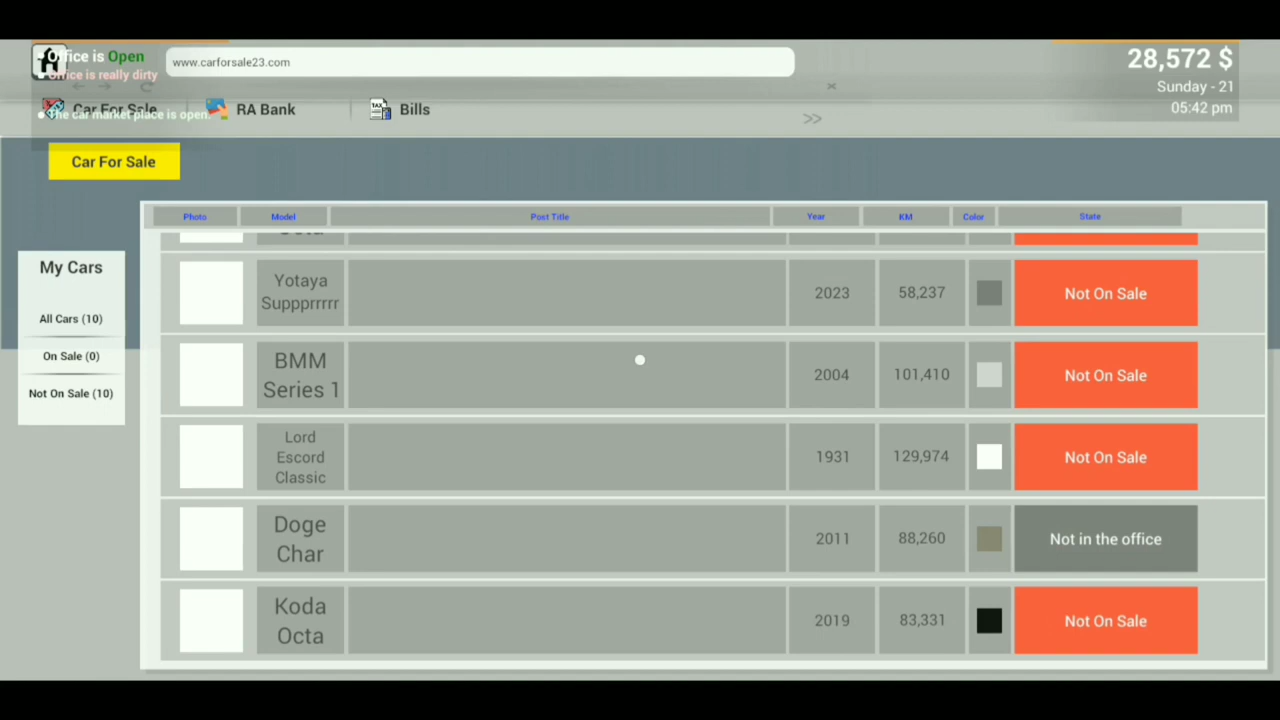 Office is Open
www.carforsale23.com
28,572 $
Office is really dirty
Sunday - 21
05:42 pm
Car For Sale
RA Bank
TAX
Bills
The car market place is open.
>>
Car For Sale
Photo
Model
Post Title
Year
KM
Color
State
My Cars
All Cars (10)
On Sale (0)
Not On Sale (10)
Octa
Yotaya
Suppprrrrr
2023
58,237
Not On Sale
BMM
Series 1
2004
101,410
Not On Sale
Lord
Escord
Classic
1931
129,974
Not On Sale
Doge
Char
2011
88,260
Not in the office
Koda
Octa
2019
83,331
Not On Sale